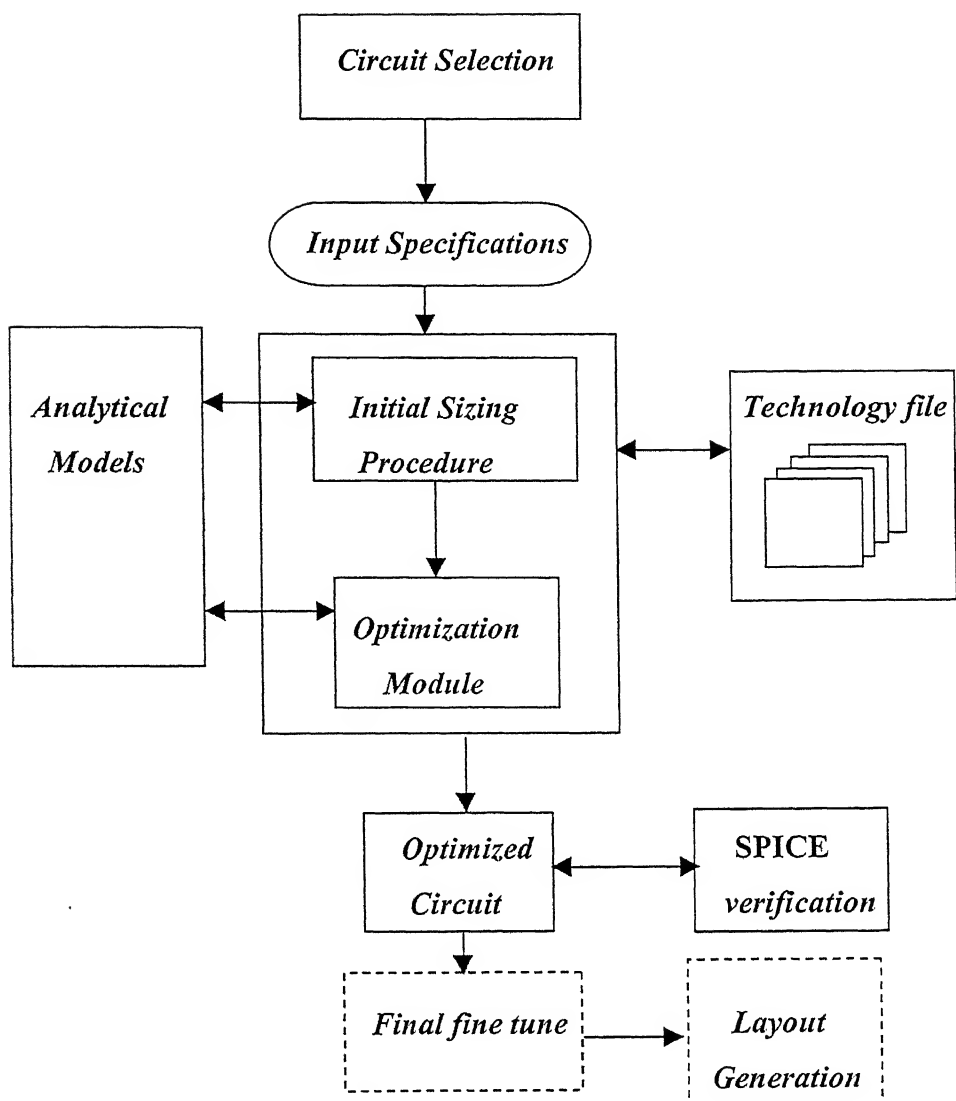 Circuit Selection
Input Specifications
Analytical
Models
Initial Sizing
Procedure
Technology file
Optimization
Module
Optimized
Circuit
SPICE
verification
Final fine tune
Layout
Generation